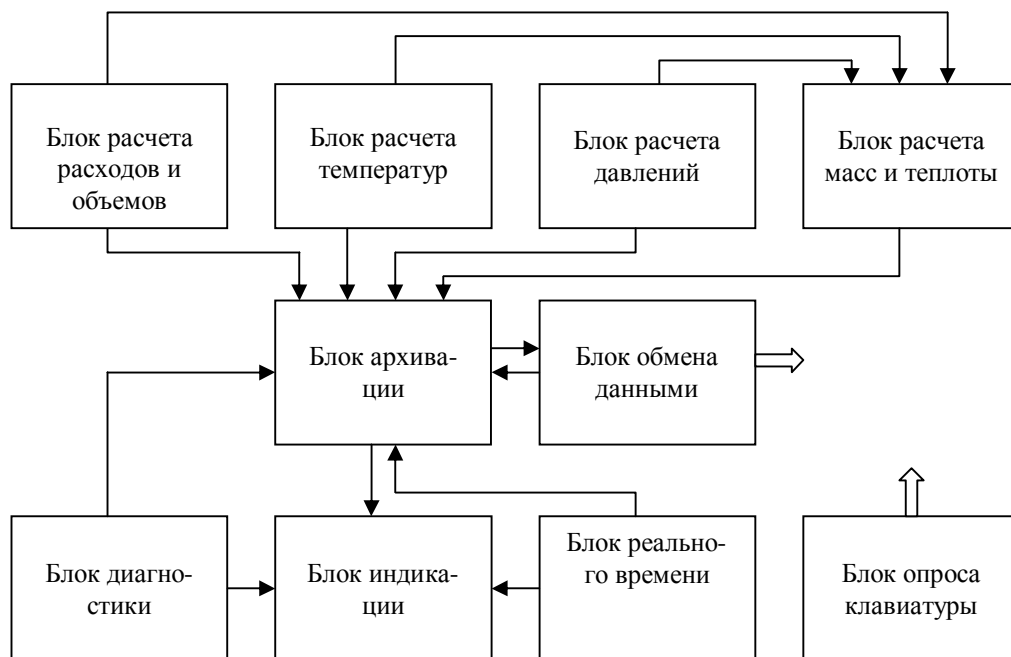 Блок расчета
расходов и
объемов
Блок расчета
температур
Блок расчета
давлений
Блок расчета
масс и теплоты
Блок архива-
ции
Блок обмена
данными
Блок диагно-
стики
Блок индика-
ции
Блок реально-
го времени
Блок опроса
клавиатуры